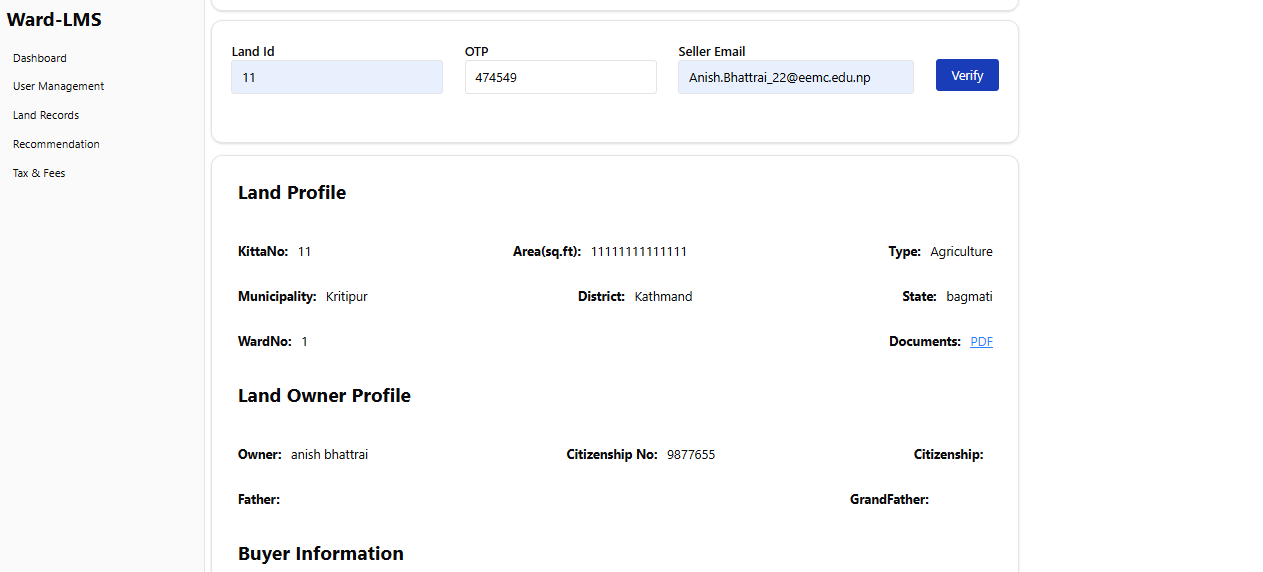 Ward-LMS
Dashboard
User Management
Land Records
Recommendation
Tax & Fees
Land Id OTP Seller Email
11 474549 Anish.Bhattrai_22@eemc.edu.np Verify
Land Profile
KittaNo: 11 Area(sq.ft): 11111111111111 Type: Agriculture
Municipality: Kritipur District: Kathmand State: bagmati
WardNo: 1 Documents: PDF
Land Owner Profile
Owner: anish bhattrai Citizenship No: 9877655 Citizenship:
Father: GrandFather:
Buyer Information